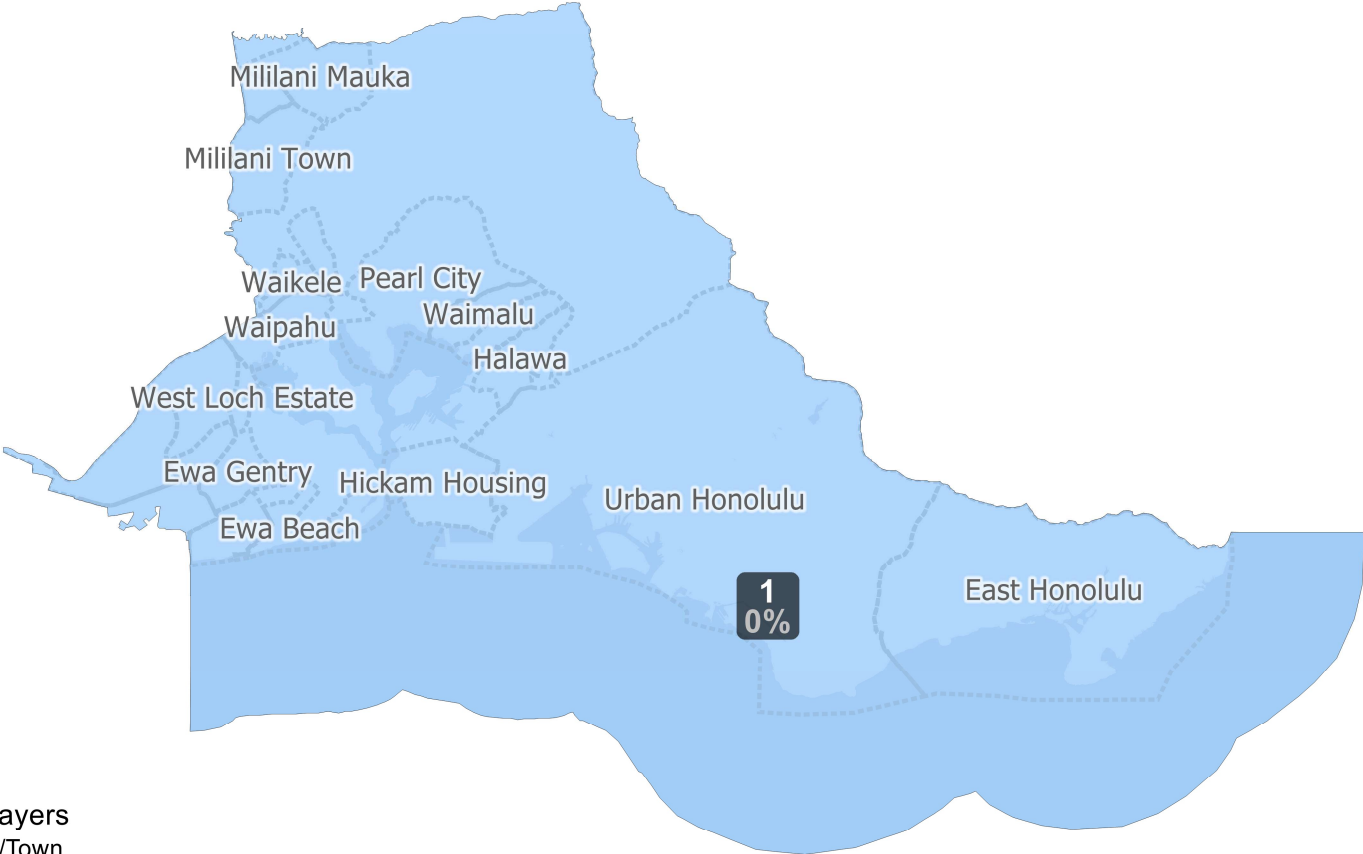 Mililani Mauka
Mililani Town
Waikele
Pearl City
Waimalu
Waipahu
Halawa
West Loch Estate
Ewa Gentry
Hickam Housing
Urban Honolulu
Ewa Beach
1
0%
East Honolulu
ayers
/Town